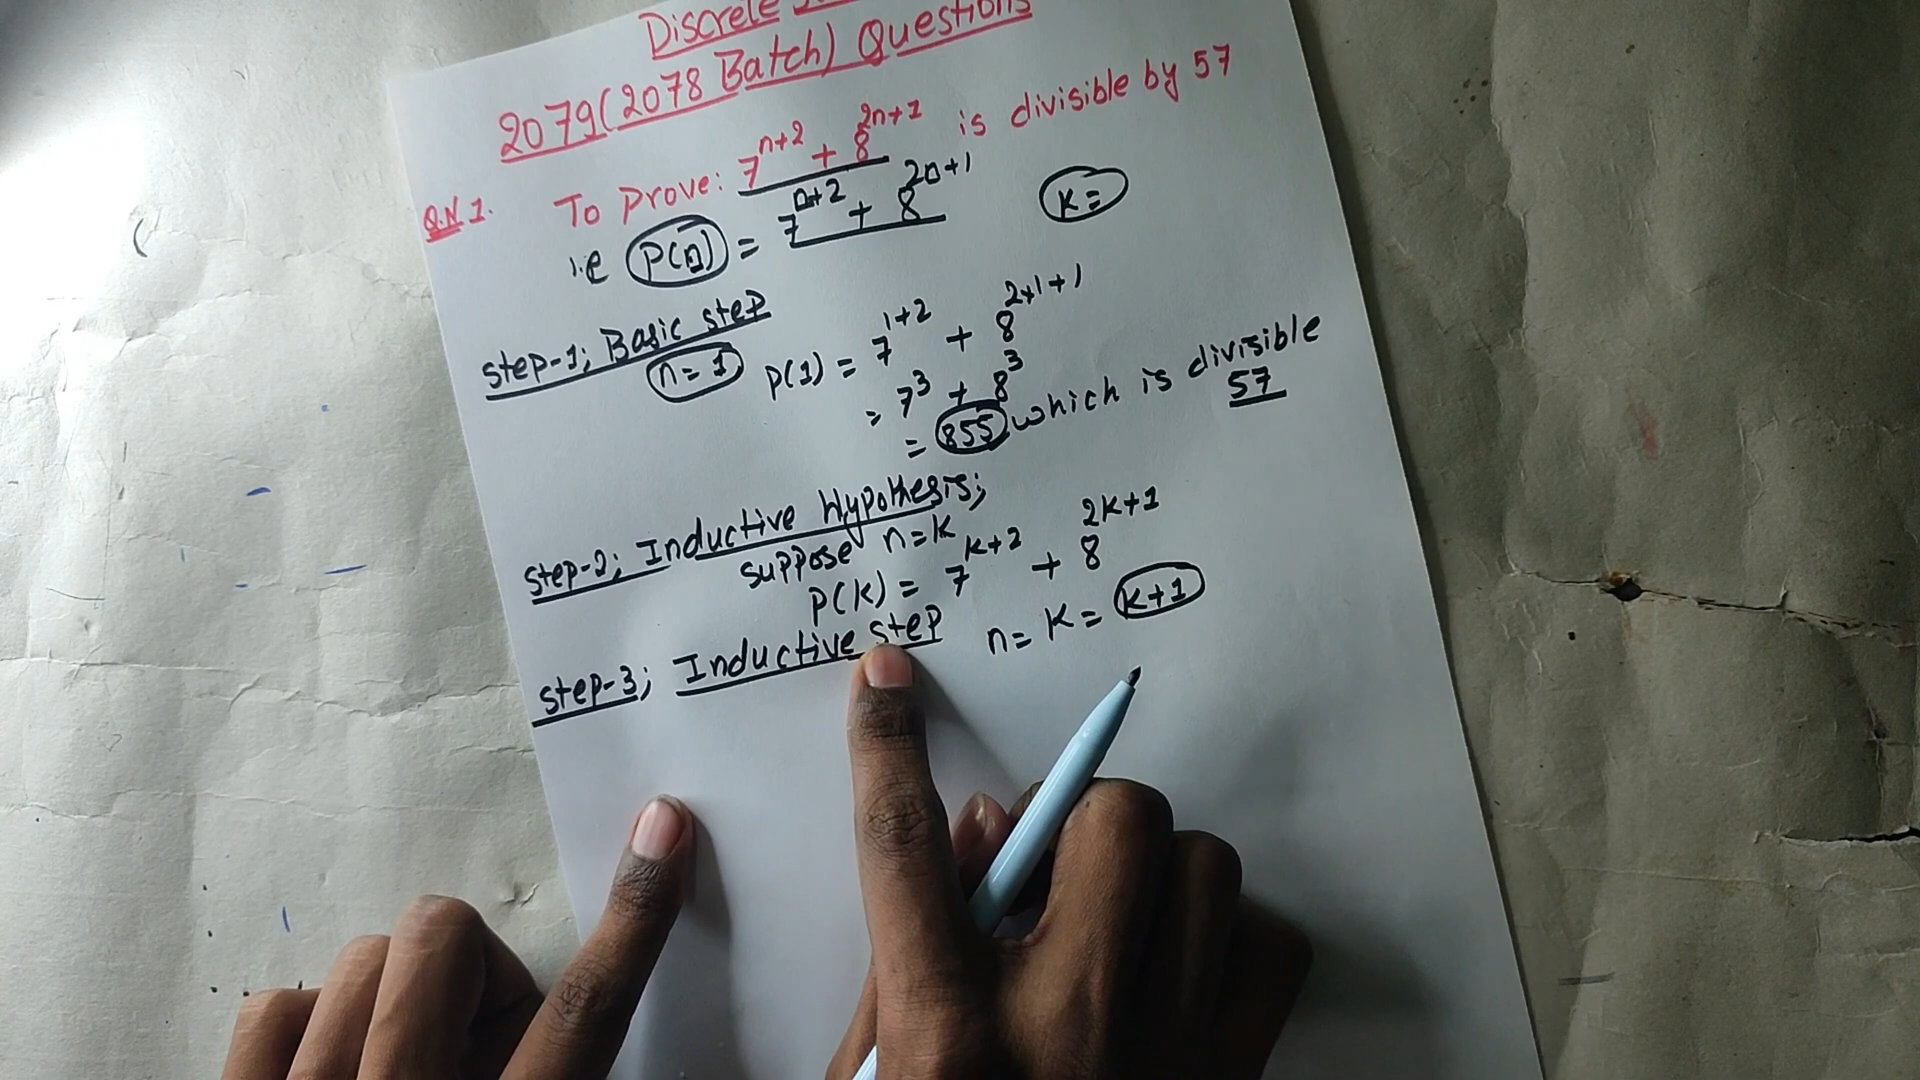 Discrete
2079(2078 Batch) Questions
Q.N.1. To prove: 7^{n+2} + 8^{2n+1} is divisible by 57
i.e P(n) = 7^{n+2} + 8^{2n+1} K=
step-1; Basic step
n=1 P(1) = 7^{1+2} + 8^{2×1+1}
= 7^3 + 8^3
= 855 which is divisible
57
step-2; Inductive Hypothesis;
suppose n=k
P(k) = 7^{k+2} + 8^{2k+1}
step-3; Inductive step n= k= k+1